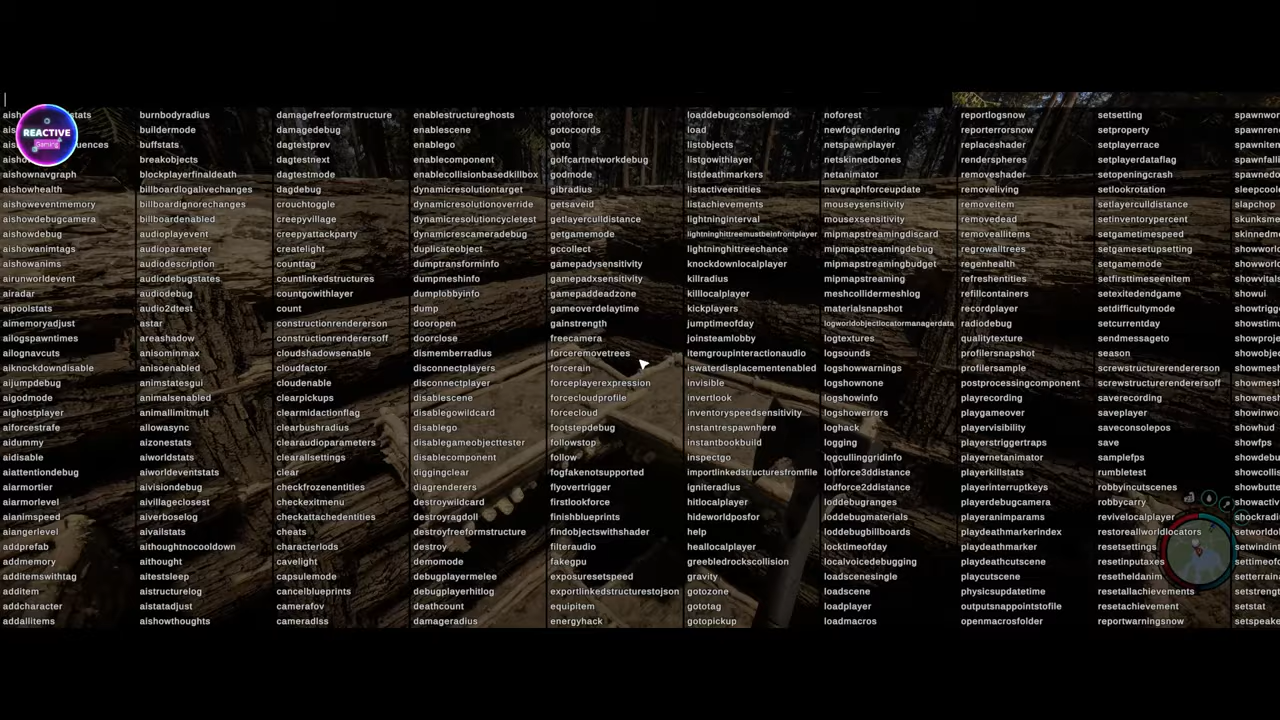 REACTIVE
Gaming
aishownavgraph
aishowhealth
aishoweventmemory
aishowdebugcamera
aishowdebug
aishowanimtags
aishowanims
airunworldevent
airadar
aipoolstats
aimemoryadjust
ailogspawntimes
ailognavcuts
aiknockdowndisable
aijumpdebug
aigodmode
aighostplayer
aiforcestrafe
aidummy
aidisable
aiattentiondebug
aiarmortier
aiarmorlevel
aianimspeed
aiangerlevel
addprefab
addmemory
additemswithtag
additem
addcharacter
addallitems
burnbodyradius
buildermode
buffstats
breakobjects
blockplayerfinaldeath
billboardlogalivechanges
billboardignorechanges
billboardenabled
audioplayevent
audioparameter
audiodescription
audiodebugstates
audiodebug
audio2dtest
astar
areashadow
anisominmax
anisoenabled
animstatesgui
animalsenabled
animallimitmult
allowasync
aizonestats
aiworldstats
aiworldeventstats
aivisiondebug
aivillageclosest
aiverboselog
aivailstats
aithoughtnocooldown
aithought
aitestsleep
aistructurelog
aistatadjust
aishowthoughts
damagefreeformstructure
damagedebug
dagtestprev
dagtestnext
dagtestmode
dagdebug
crouchtoggle
creepyvillage
creepyattackparty
createlight
counttag
countlinkedstructures
countgowithlayer
count
constructionrendererson
constructionrenderersoff
cloudshadowsenable
cloudfactor
cloudenable
clearpickups
clearmidactionflag
clearbushradius
clearaudioparameters
clearallsettings
clear
checkfrozenentities
checkexitmenu
checkattachedentities
cheats
characterlods
cavelight
capsulemode
cancelblueprints
camerafov
cameradlss
enablestructureghosts
enablescene
enablego
enablecomponent
enablecollisionbasedkillbox
dynamicresolutiontarget
dynamicresolutionoverride
dynamicresolutioncycletest
dynamicrescameradebug
duplicateobject
dumptransforminfo
dumpmeshinfo
dumplobbyinfo
dump
dooropen
doorclose
dismemberradius
disconnectplayers
disconnectplayer
disablescene
disablegowildcard
disablego
disablegameobjecttester
disablecomponent
diggingclear
diagrenderers
destroywildcard
destroyragdoll
destroyfreeformstructure
destroy
demomode
debugplayermelee
debugplayerhitlog
deathcount
damageradius
gotoforce
gotocoords
goto
golfcartnetworkdebug
godmode
gibradius
getsaveid
getlayerculldistance
getgamemode
gccollect
gamepadysensitivity
gamepadxsensitivity
gamepaddeadzone
gameoverdelaytime
gainstrength
freecamera
forceremovetrees
forcerain
forceplayerexpression
forcecloudprofile
forcecloud
footstepdebug
followstop
follow
fogfakenotsupported
flyovertrigger
firstlookforce
finishblueprints
findobjectswithshader
filteraudio
fakegpu
exposuresetspeed
exportlinkedstructurestojson
equipitem
energyhack
loaddebugconsolemod
load
listobjects
listgowithlayer
listdeathmarkers
listactiveentities
listachievements
lightninginterval
lightninghittreemustbeinfrontplayer
lightninghittreechance
knockdownlocalplayer
killradius
killlocalplayer
kickplayers
jumptimeofday
joinsteamlobby
itemgroupinteractionaudio
iswaterdisplacementenabled
invisible
invertlook
inventoryspeedsensitivity
instantrespawnhere
instantbookbuild
inspectgo
importlinkedstructuresfromfile
igniteradius
hitlocalplayer
hideworldposfor
help
heallocalplayer
greebledrockscollision
gravity
gotozone
gototag
gotopickup
noforest
newfogrendering
netspawnplayer
netskinnedbones
netanimator
navgraphforceupdate
mouseysensitivity
mousexsensitivity
mipmapstreamingdiscard
mipmapstreamingdebug
mipmapstreamingbudget
mipmapstreaming
meshcollidermeshlog
materialsnapshot
logworldobjectlocatormanagerdata
logtextures
logsounds
logshowwarnings
logshownone
logshowinfo
logshowerrors
loghack
logging
logcullinggridinfo
lodforce3ddistance
lodforce2ddistance
loddebugranges
loddebugmaterials
loddebugbillboards
locktimeofday
localvoicedebugging
loadscenesingle
loadscene
loadplayer
loadmacros
reportlogsnow
reporterrorsnow
replaceshader
renderspheres
removeshader
removeliving
removeitem
removedead
removeallitems
regrowalltrees
regenhealth
refreshentities
refillcontainers
recordplayer
radiodebug
qualitytexture
profilersnapshot
profilersample
postprocessingcomponent
playrecording
playgameover
playervisibility
playerstriggertraps
playernetanimator
playerkillstats
playerinterruptkeys
playerdebugcamera
playeranimparams
playdeathmarkerindex
playdeathmarker
playdeathcutscene
playcutscene
physicsupdatetime
outputsnappointstofile
openmacrosfolder
setsetting
setproperty
setplayerrace
setplayerdataflag
setopeningcrash
setlookrotation
setlayerculldistance
setinventorypercent
setgametimespeed
setgamesetupsetting
setgamemode
setfirsttimeseenitem
setexitedendgame
setdifficultymode
setcurrentday
sendmessageto
season
screwstructurerendererson
screwstructurerenderersoff
saverecording
saveplayer
saveconsolepos
save
samplefps
rumbletest
robbyincutscenes
robbycarry
revivelocalplayer
restoreallworldlocators
resetsettings
resetinputaxes
resetheldanim
resetallachievements
resetachievement
reportwarningsnow